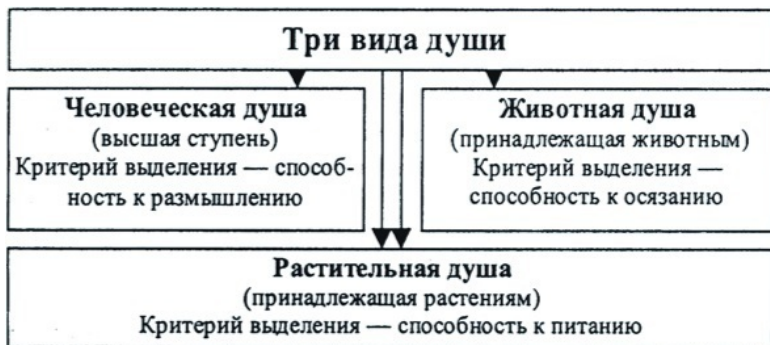 Три вида души
Человеческая душа
(высшая ступень)
Критерий выделения — способ-
ность к размышлению
Животная душа
(принадлежащая животным)
Критерий выделения —
способность к осязанию
Растительная душа
(принадлежащая растениям)
Критерий выделения — способность к питанию